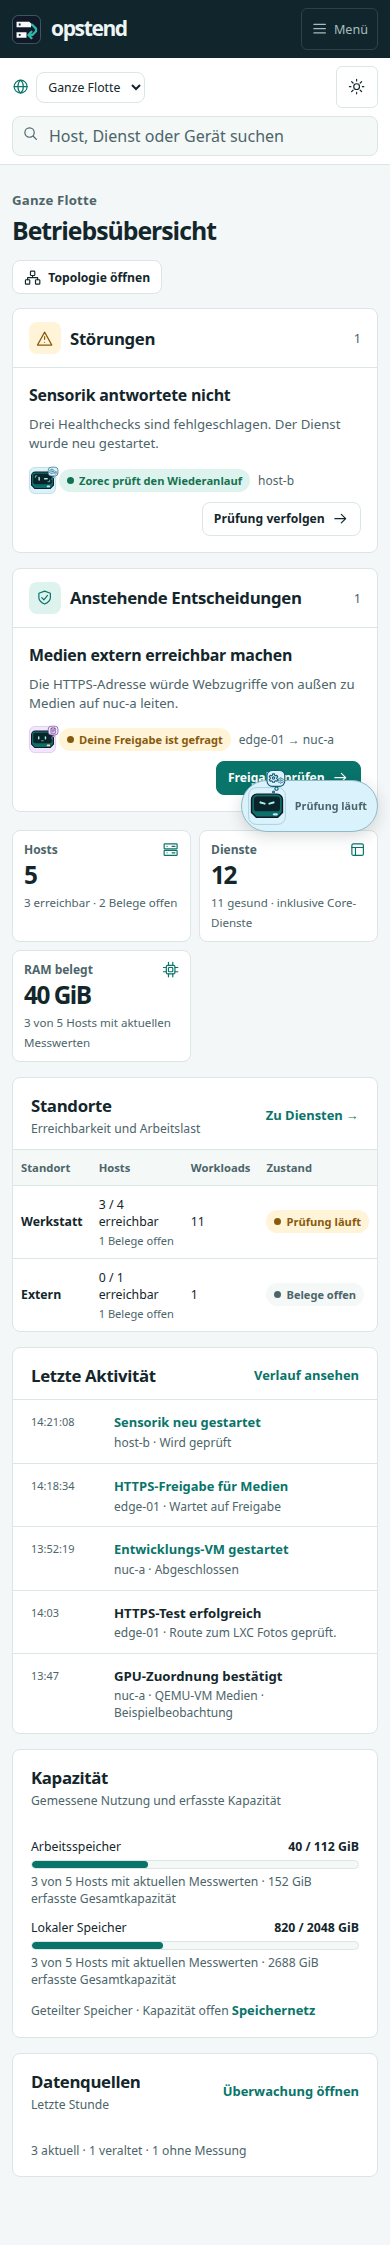 opstend
Menü
Ganze Flotte
Host, Dienst oder Gerät suchen
Ganze Flotte
Betriebsübersicht
Topologie öffnen
Störungen
1
Sensorik antwortete nicht
Drei Healthchecks sind fehlgeschlagen. Der Dienst
wurde neu gestartet.
Zorec prüft den Wiederanlauf
host-b
Prüfung verfolgen →
Anstehende Entscheidungen
1
Medien extern erreichbar machen
Die HTTPS-Adresse würde Webzugriffe von außen zu
Medien auf nuc-a leiten.
Deine Freigabe ist gefragt
edge-01 → nuc-a
Freigabe prüfen →
Prüfung läuft
Hosts
5
3 erreichbar · 2 Belege offen
Dienste
12
11 gesund · inklusive Core-
Dienste
RAM belegt
40 GiB
3 von 5 Hosts mit aktuellen
Messwerten
Standorte
Erreichbarkeit und Arbeitslast
Zu Diensten →
Standort Hosts Workloads Zustand
Werkstatt
3 / 4
erreichbar
1 Belege offen
11
Prüfung läuft
Extern
0 / 1
erreichbar
1 Belege offen
1
Belege offen
Letzte Aktivität
Verlauf ansehen
14:21:08
Sensorik neu gestartet
host-b · Wird geprüft
14:18:34
HTTPS-Freigabe für Medien
edge-01 · Wartet auf Freigabe
13:52:19
Entwicklungs-VM gestartet
nuc-a · Abgeschlossen
14:03
HTTPS-Test erfolgreich
edge-01 · Route zum LXC Fotos geprüft.
13:47
GPU-Zuordnung bestätigt
nuc-a · QEMU-VM Medien ·
Beispielbeobachtung
Kapazität
Gemessene Nutzung und erfasste Kapazität
Arbeitsspeicher
40 / 112 GiB
3 von 5 Hosts mit aktuellen Messwerten · 152 GiB
erfasste Gesamtkapazität
Lokaler Speicher
820 / 2048 GiB
3 von 5 Hosts mit aktuellen Messwerten · 2688 GiB
erfasste Gesamtkapazität
Geteilter Speicher · Kapazität offen Speichernetz
Datenquellen
Letzte Stunde
Überwachung öffnen
3 aktuell · 1 veraltet · 1 ohne Messung